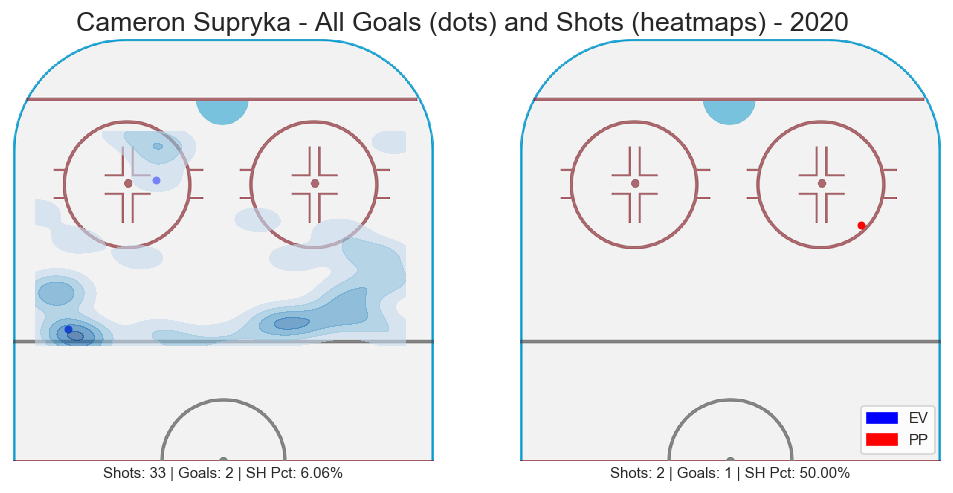 Cameron Supryka - All Goals (dots) and Shots (heatmaps) - 2020
EV
PP
Shots: 33 | Goals: 2 | SH Pct: 6.06%
Shots: 2 | Goals: 1 | SH Pct: 50.00%